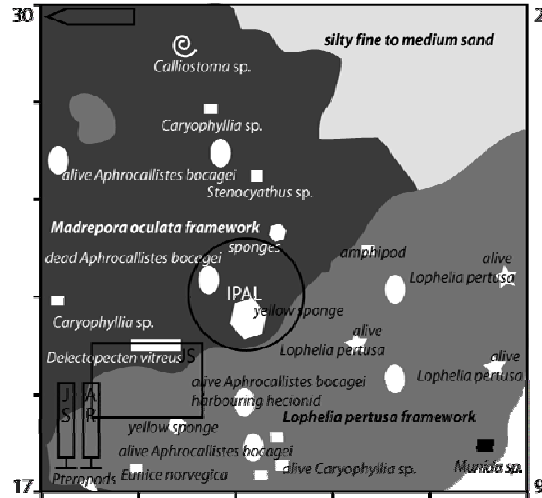 30
2
silty fine to medium sand
Calliostoma sp.
Caryophyllia sp.
alive Aphrocallistes bocagei
Stenocyathus sp.
Madrepora oculata framework
sponges
dead Aphrocallistes bocagei
amphipod
alive
Lophelia pertusa
IPAL
yellow sponge
Caryophyllia sp.
alive
Lophelia pertusa
Delectopecten vitreus
JS
alive
Lophelia pertusa
alive Aphrocallistes bocagei
harbouring hecionid
J
S
A
R
Lophelia pertusa framework
yellow sponge
alive Aphrocallistes bocagei
Munida sp.
Pteropods
Eunice norvegica
alive Caryophyllia sp.
17
9